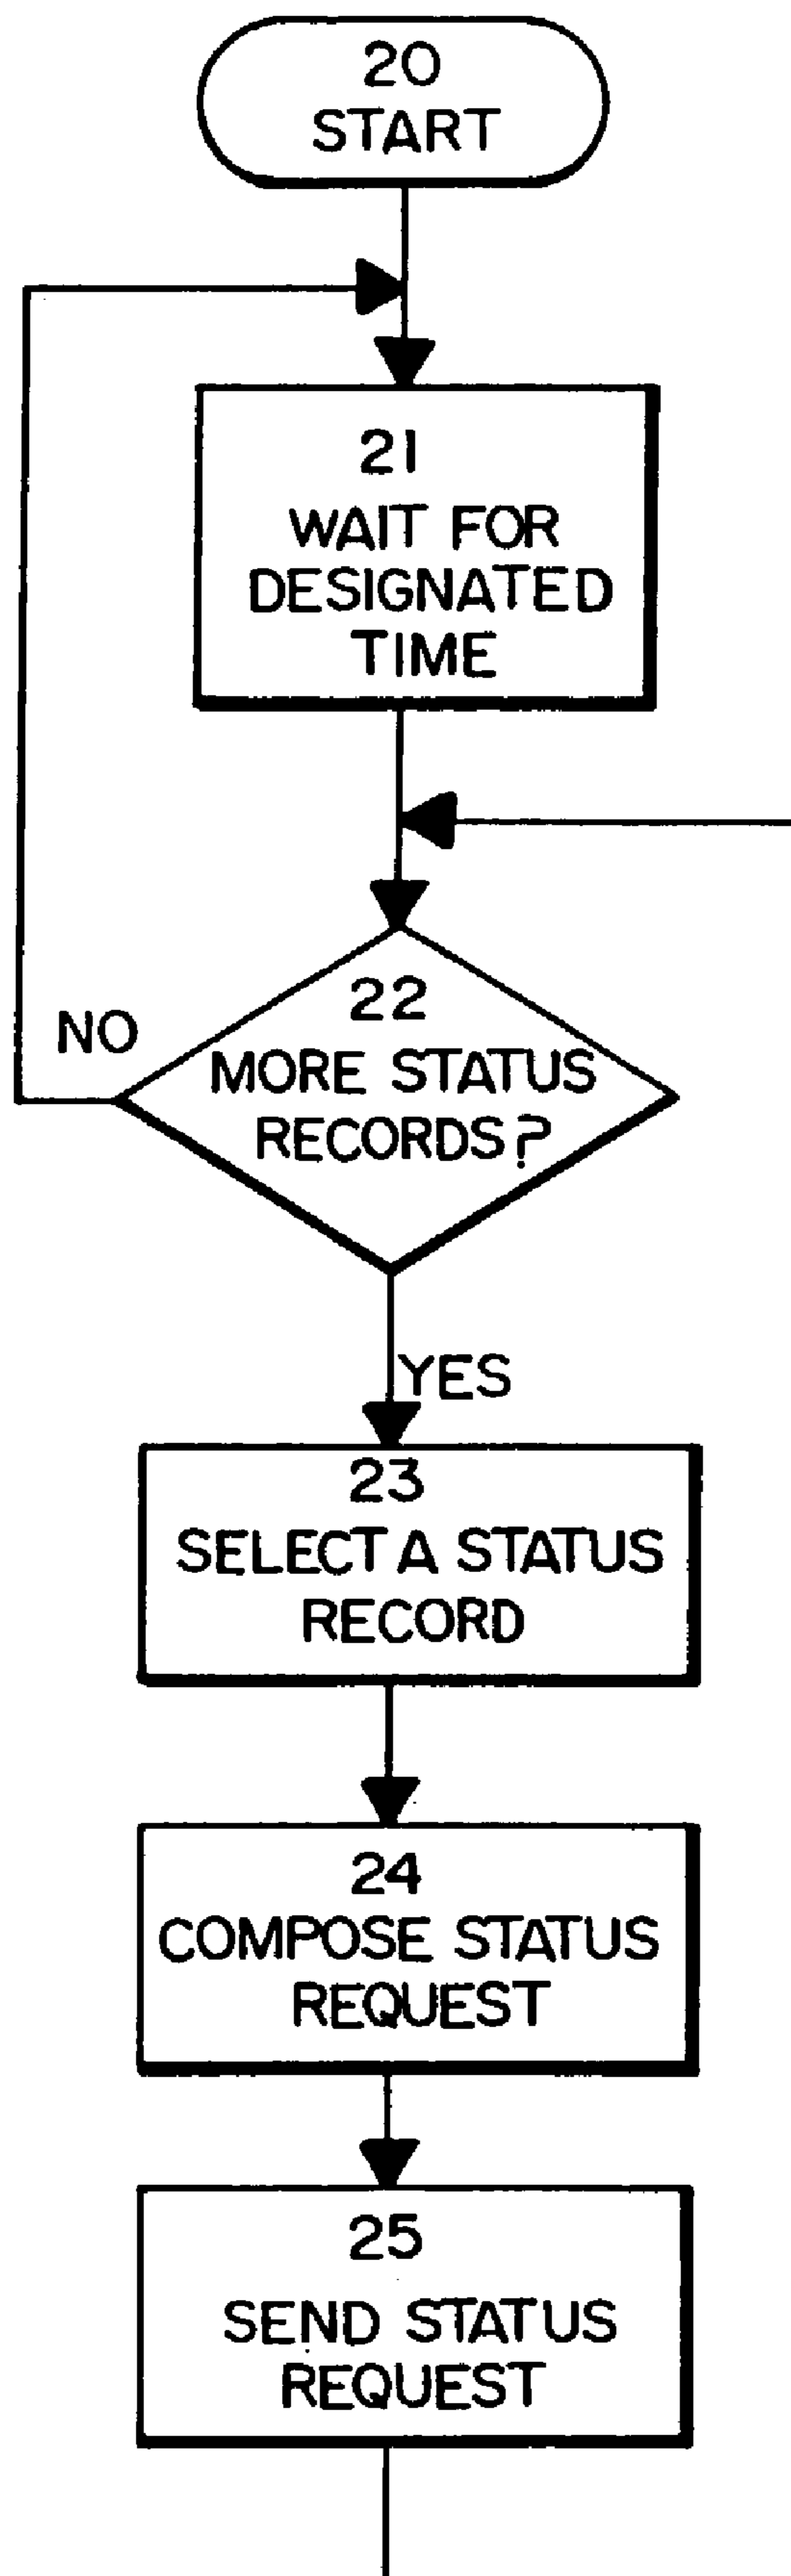 20
START
21
WAIT FOR
DESIGNATED
TIME
22
MORE STATUS
RECORDS?
NO
YES
23
SELECT A STATUS
RECORD
24
COMPOSE STATUS
REQUEST
25
SEND STATUS
REQUEST